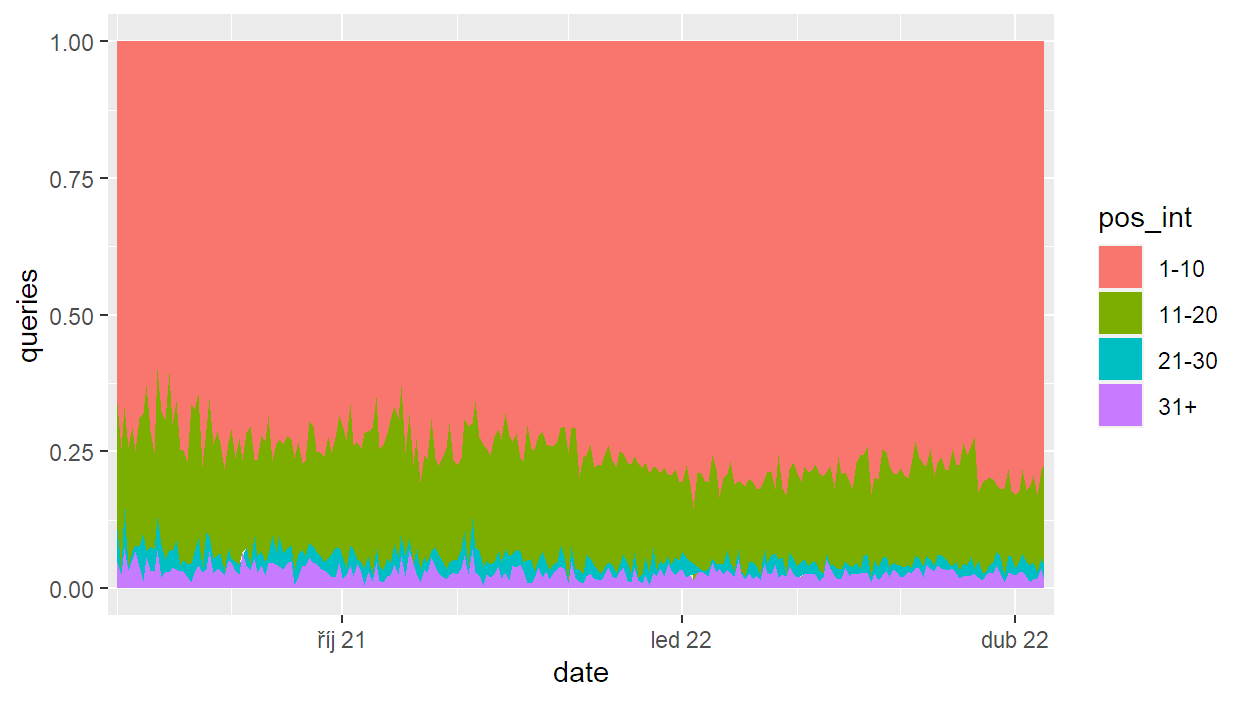 1.00
0.75
0.50
0.25
0.00
queries
říj 21
led 22
dub 22
date
pos_int
1-10
11-20
21-30
31+